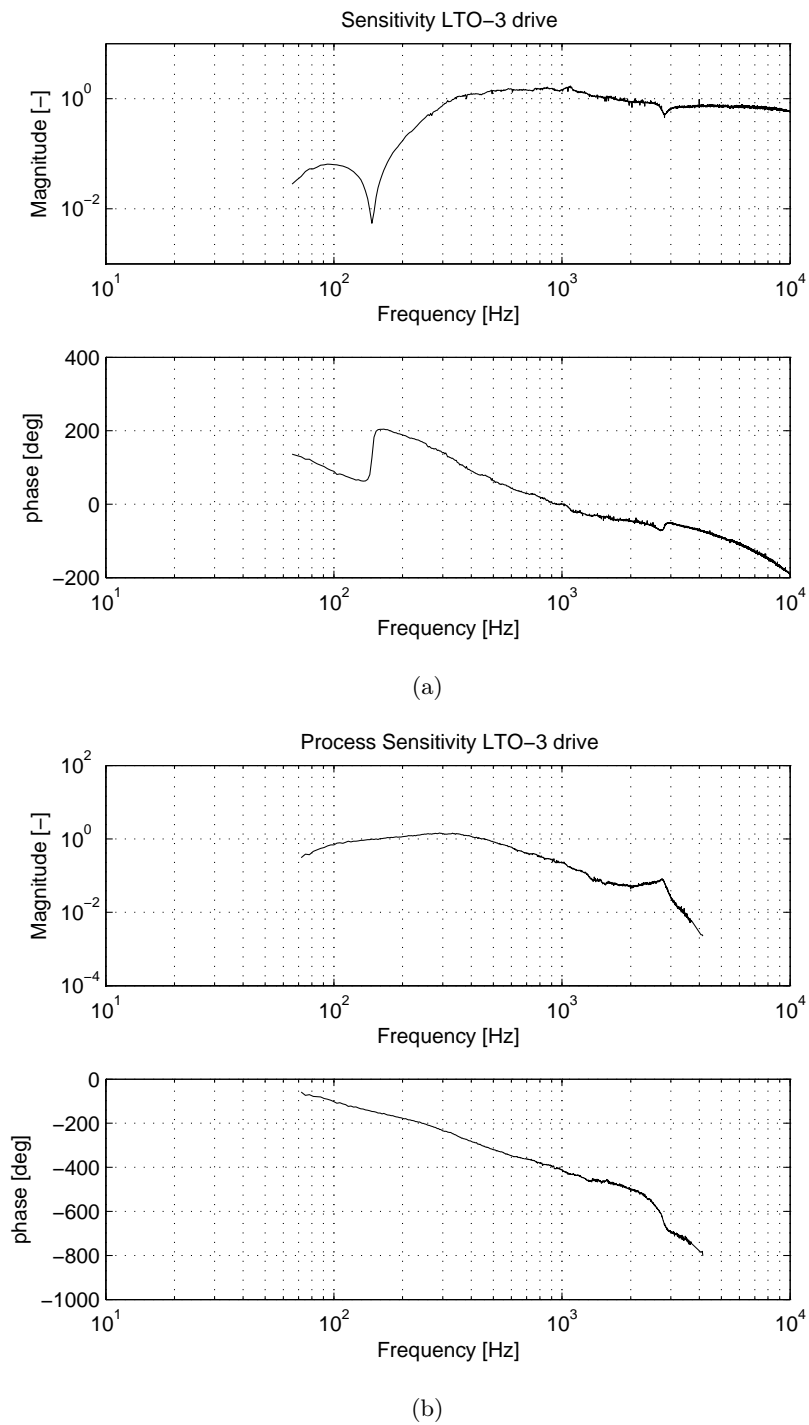 Sensitivity LTO−3 drive
10^0
10^−2
Magnitude [−]
10^1 10^2 10^3 10^4
Frequency [Hz]
400
200
0
−200
phase [deg]
10^1 10^2 10^3 10^4
Frequency [Hz]
(a)
Process Sensitivity LTO−3 drive
10^2
10^0
10^−2
10^−4
Magnitude [−]
10^1 10^2 10^3 10^4
Frequency [Hz]
0
−200
−400
−600
−800
−1000
phase [deg]
10^1 10^2 10^3 10^4
Frequency [Hz]
(b)